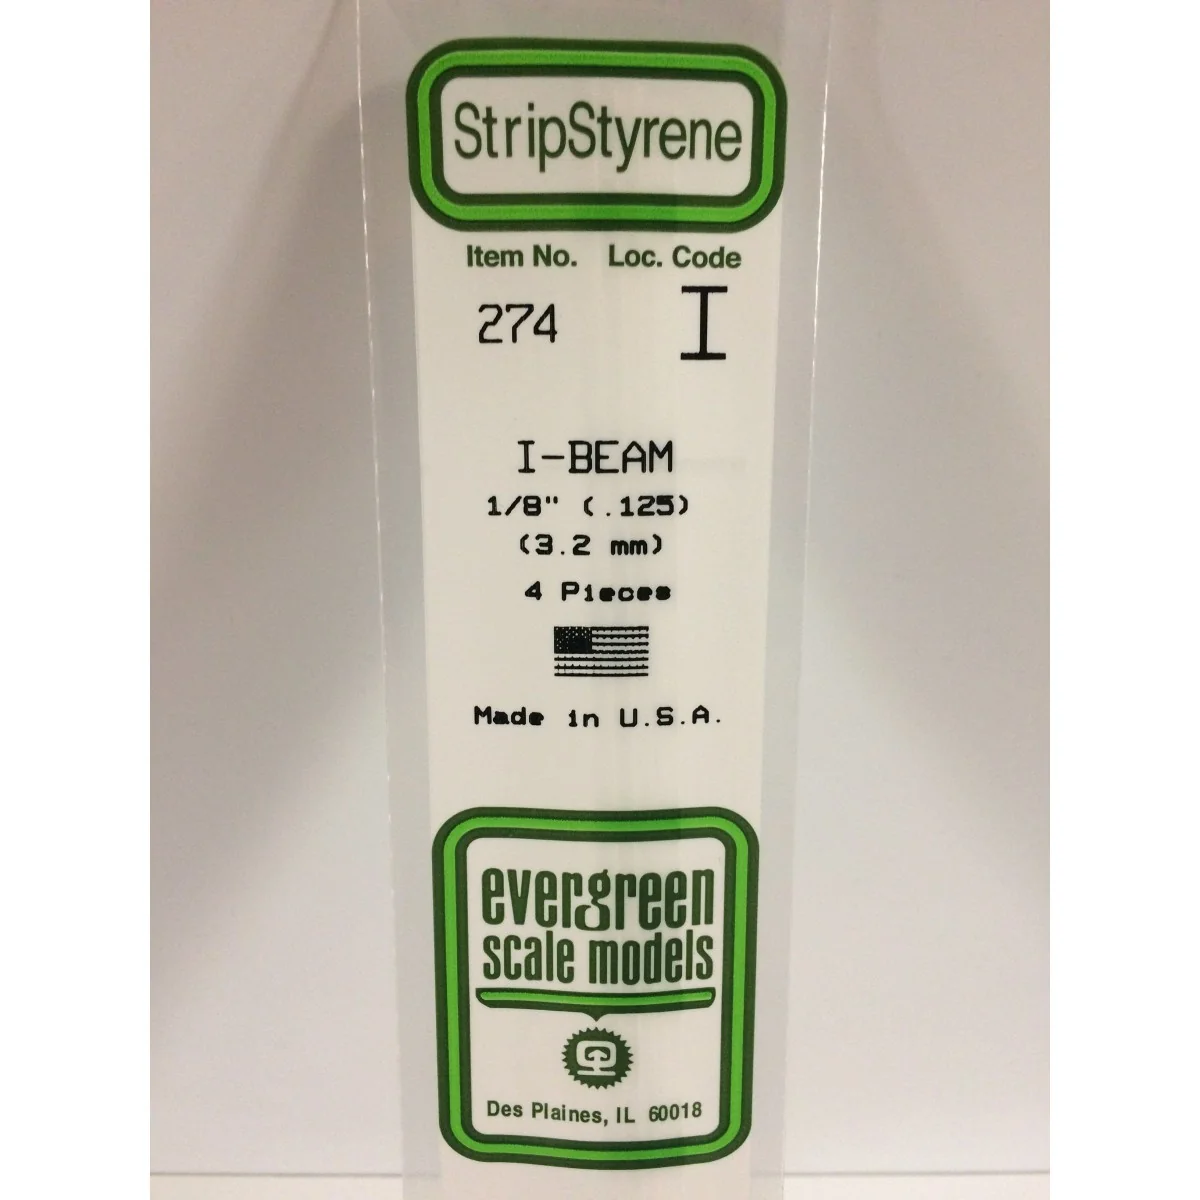 StripStyrene
Item No. Loc. Code
274 I
I-BEAM
1/8" (.125)
(3.2 mm)
4 Pieces
Made in U.S.A.
evergreen
scale models
Des Plaines, IL 60018